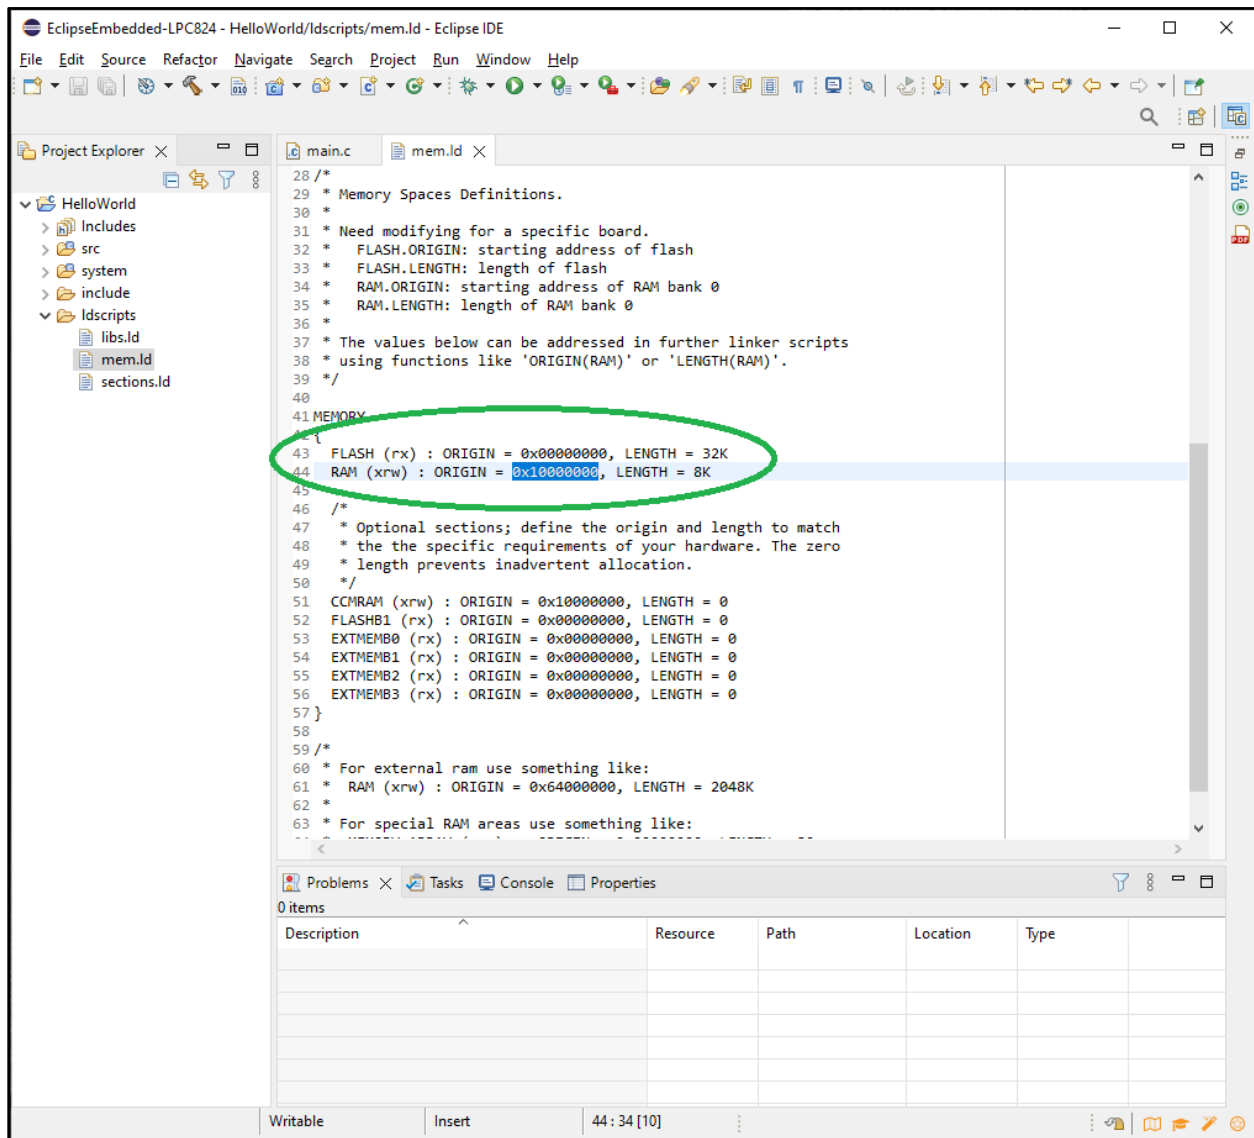 EclipseEmbedded-LPC824 - HelloWorld/ldscripts/mem.ld - Eclipse IDE
File Edit Source Refactor Navigate Search Project Run Window Help
Project Explorer
HelloWorld
Includes
src
system
include
ldscripts
libs.ld
mem.ld
sections.ld
main.c
mem.ld
28 /*
29 * Memory Spaces Definitions.
30 *
31 * Need modifying for a specific board.
32 * FLASH.ORIGIN: starting address of flash
33 * FLASH.LENGTH: length of flash
34 * RAM.ORIGIN: starting address of RAM bank 0
35 * RAM.LENGTH: length of RAM bank 0
36 *
37 * The values below can be addressed in further linker scripts
38 * using functions like 'ORIGIN(RAM)' or 'LENGTH(RAM)'.
39 */
40
41 MEMORY
42 {
43 FLASH (rx) : ORIGIN = 0x00000000, LENGTH = 32K
44 RAM (xrw) : ORIGIN = 0x10000000, LENGTH = 8K
45
46 /*
47 * Optional sections; define the origin and length to match
48 * the the specific requirements of your hardware. The zero
49 * length prevents inadvertent allocation.
50 */
51 CCMRAM (xrw) : ORIGIN = 0x10000000, LENGTH = 0
52 FLASHB1 (rx) : ORIGIN = 0x00000000, LENGTH = 0
53 EXTMEMB0 (rx) : ORIGIN = 0x00000000, LENGTH = 0
54 EXTMEMB1 (rx) : ORIGIN = 0x00000000, LENGTH = 0
55 EXTMEMB2 (rx) : ORIGIN = 0x00000000, LENGTH = 0
56 EXTMEMB3 (rx) : ORIGIN = 0x00000000, LENGTH = 0
57 }
58
59 /*
60 * For external ram use something like:
61 * RAM (xrw) : ORIGIN = 0x64000000, LENGTH = 2048K
62 *
63 * For special RAM areas use something like:
Problems Tasks Console Properties
0 items
Description Resource Path Location Type
Writable Insert 44 : 34 [10]